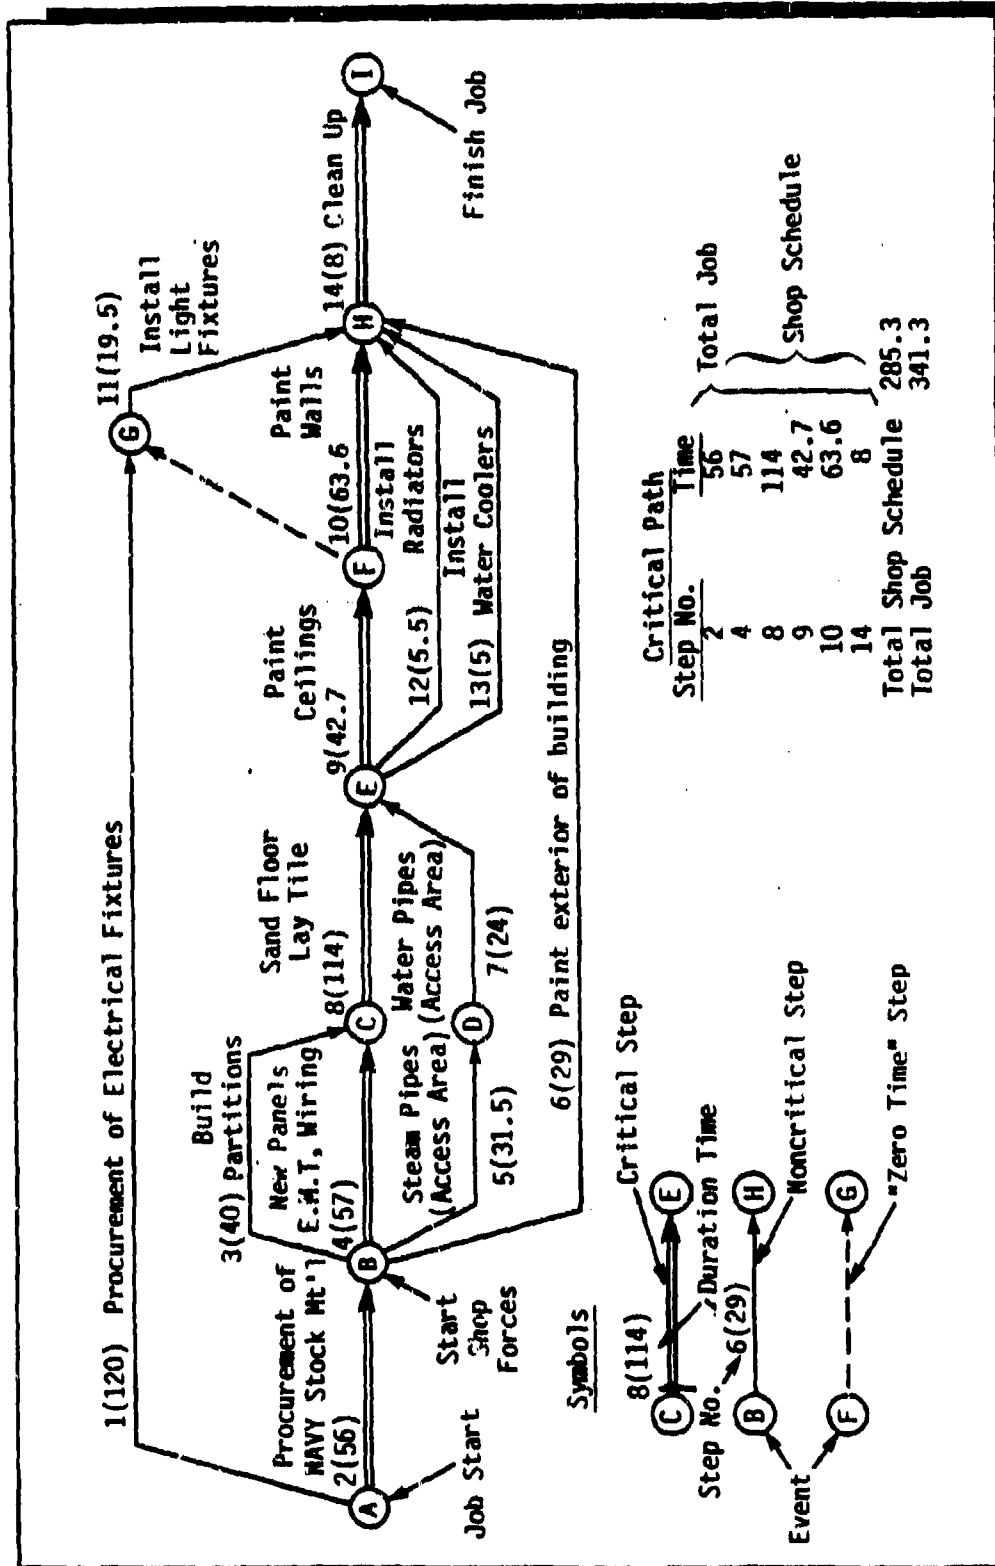 1(120) Procurement of Electrical Fixtures
11(19.5)
Install
Light
Fixtures
G
Build
3(40) Partitions
Procurement of
NAVY Stock Mt'l
2(56)
New Panels
E.M.T, Wiring
4(57)
Sand Floor
Lay Tile
8(114)
Paint
Ceilings
9(42.7
10(63.6
Paint
Walls
14(8) Clean Up
A
B
C
E
F
H
I
Job Start
Start
Shop
Forces
Steam Pipes
(Access Area)
5(31.5)
D
Water Pipes
(Access Area)
7(24)
12(5.5)
Install
Radiators
Install
13(5) Water Coolers
Finish Job
6(29) Paint exterior of building
Symbols
8(114)
Critical Step
C
E
Duration Time
Step No.
6(29)
B
H
Noncritical Step
Event
F
G
"Zero Time" Step
Critical Path
Step No. Time
2 56
4 57
8 114
9 42.7
10 63.6
14 8
Total Job
Shop Schedule
Total Shop Schedule 285.3
Total Job 341.3